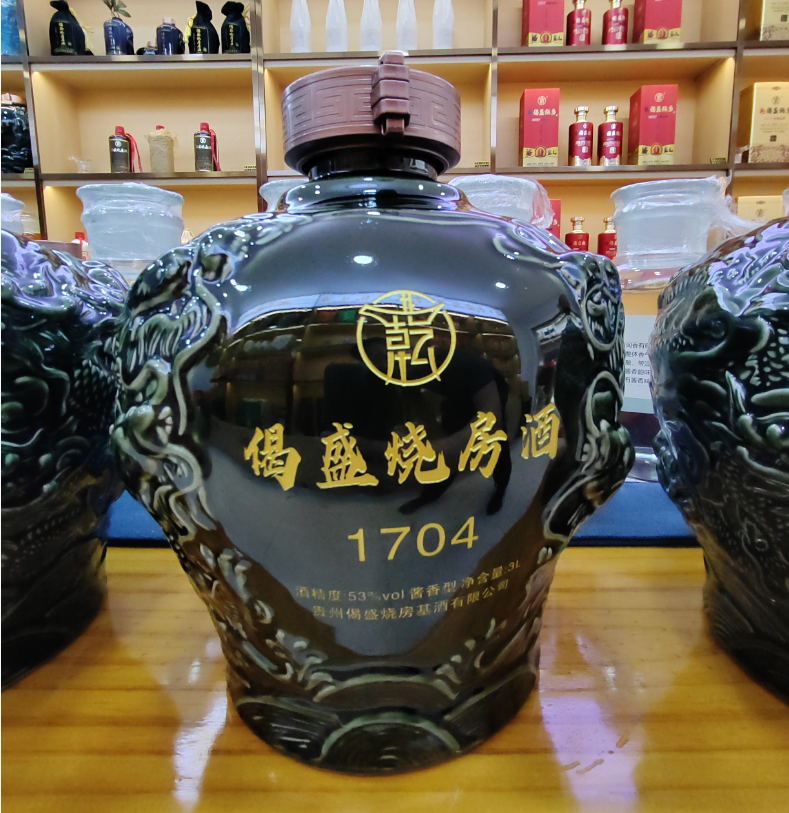 乾
偈盛烧房酒
1704
酒精度:53%vol 酱香型 净含量:3L
贵州偈盛烧房基酒有限公司